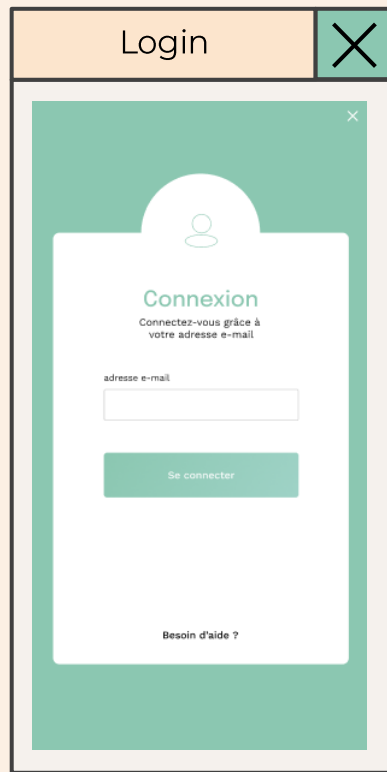 Login
Connexion
Connectez-vous grâce à
votre adresse e-mail
adresse e-mail
Se connecter
Besoin d'aide ?